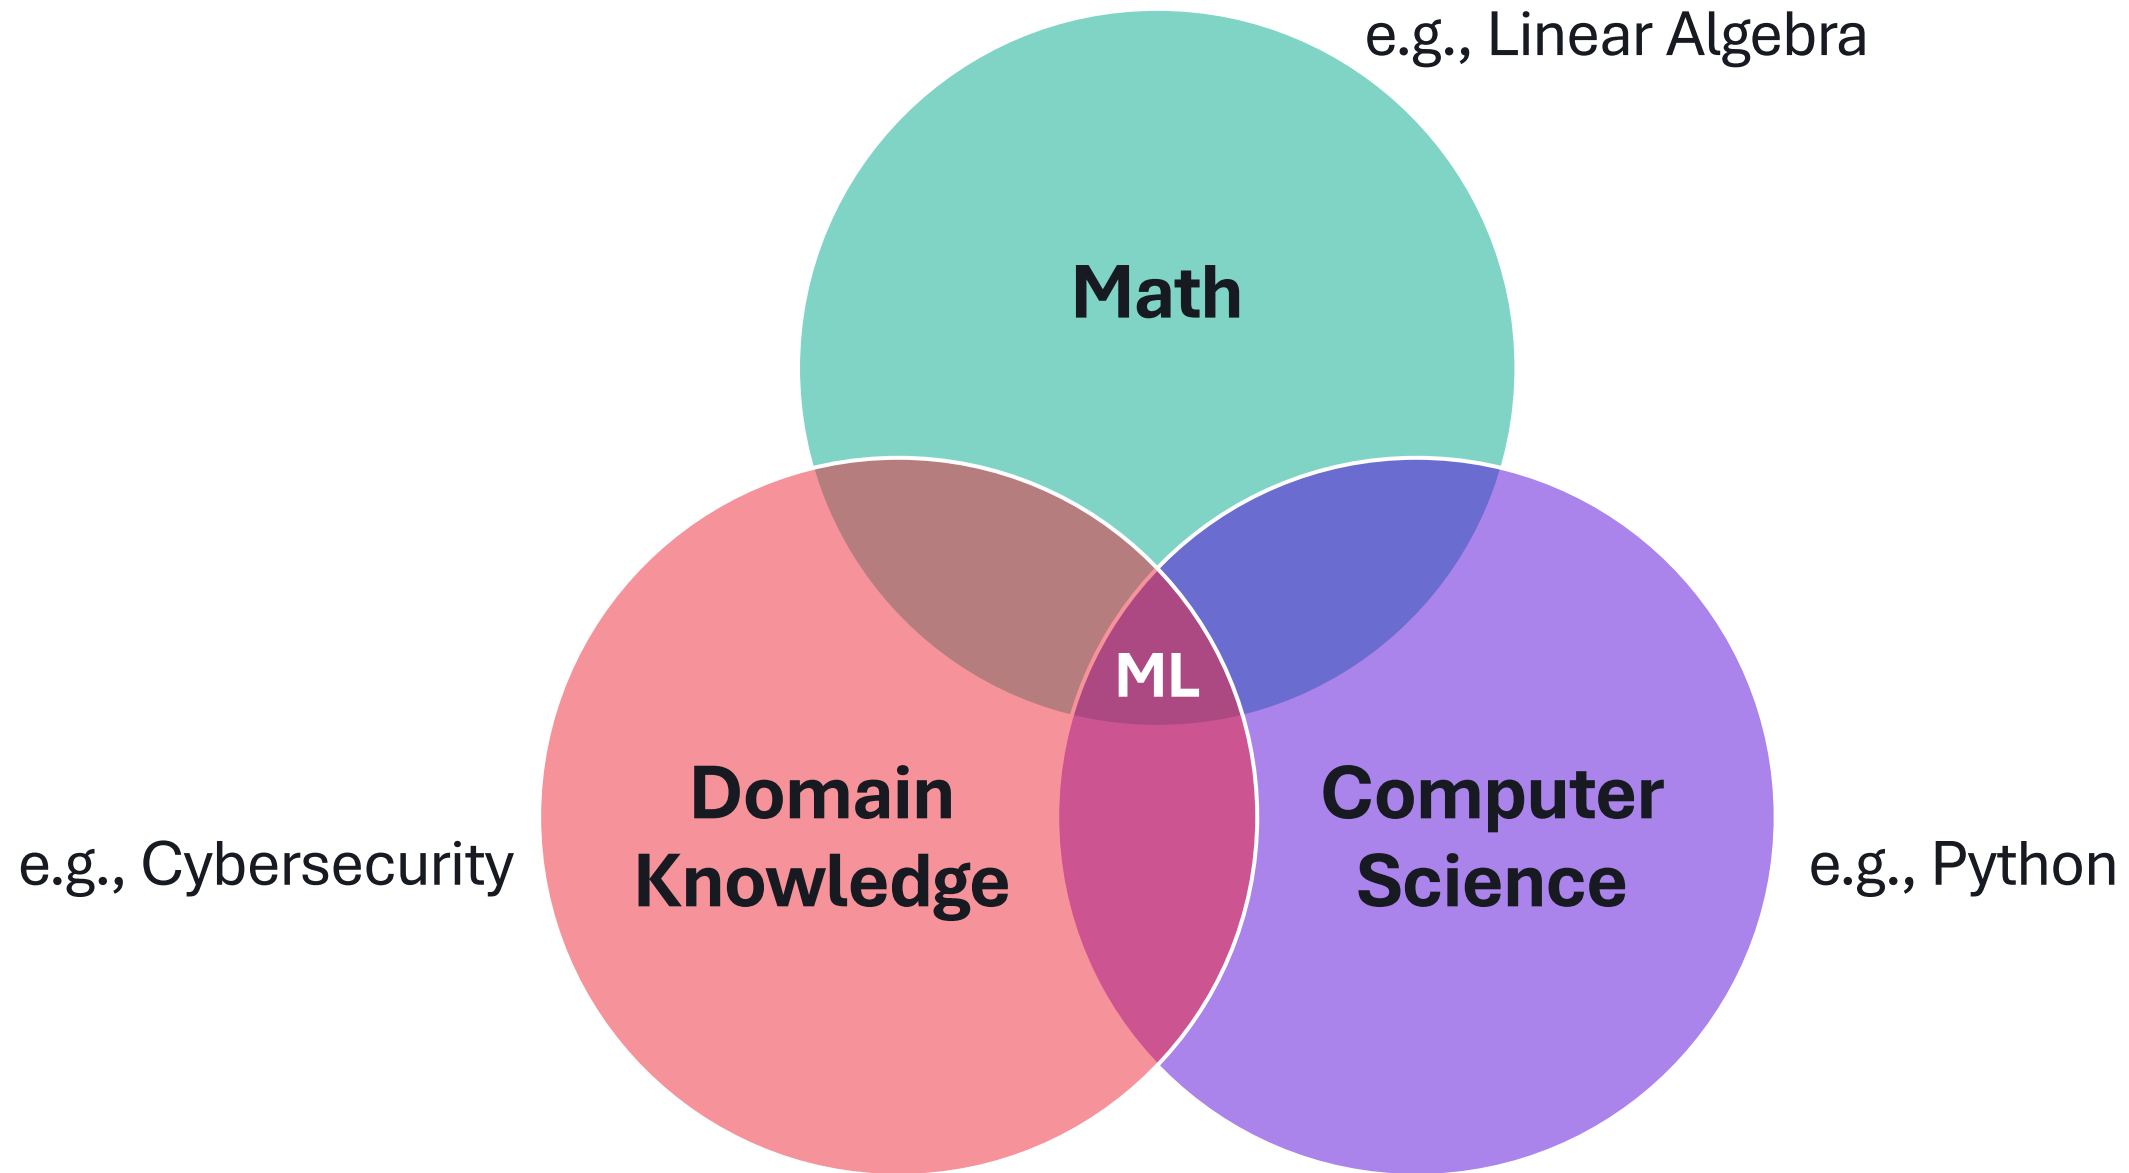 e.g., Linear Algebra
Math
ML
Domain
Knowledge
Computer
Science
e.g., Cybersecurity
e.g., Python